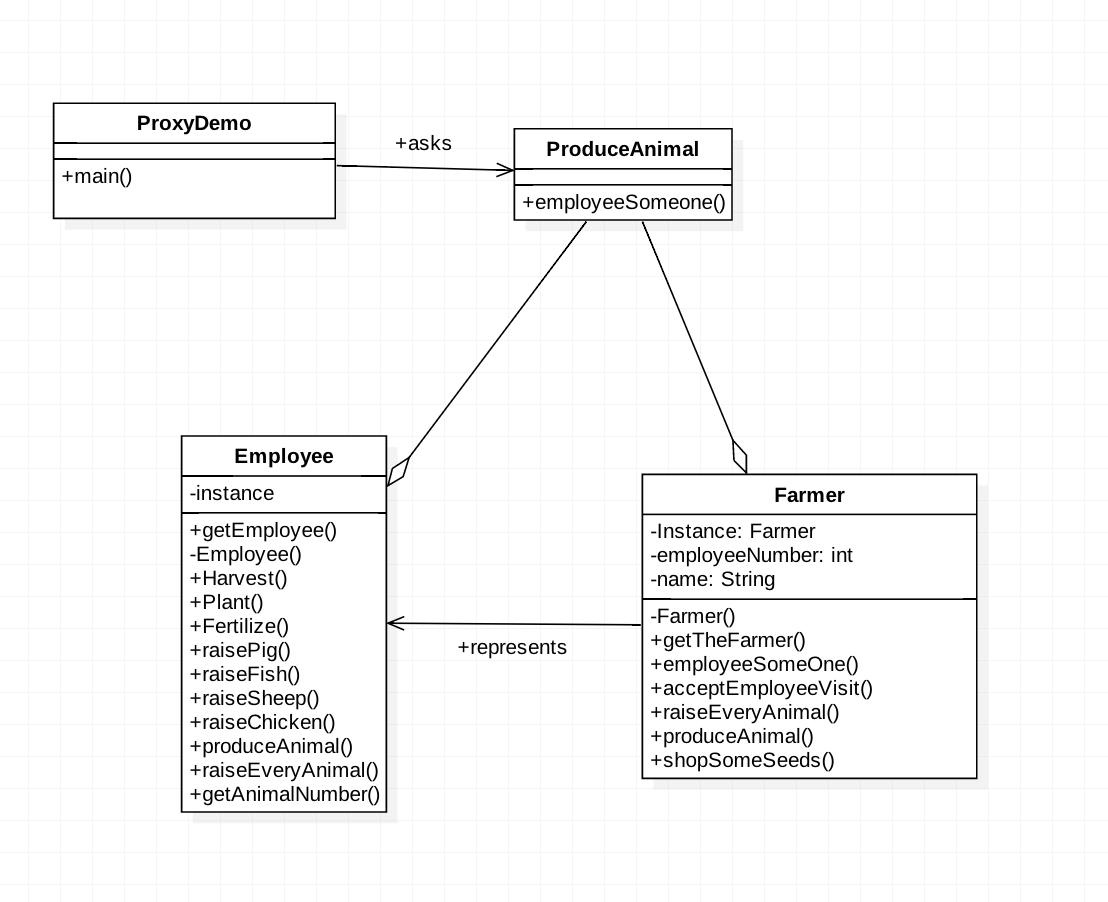 ProxyDemo
+main()
+asks
ProduceAnimal
+employeeSomeone()
Employee
-instance
+getEmployee()
-Employee()
+Harvest()
+Plant()
+Fertilize()
+raisePig()
+raiseFish()
+raiseSheep()
+raiseChicken()
+produceAnimal()
+raiseEveryAnimal()
+getAnimalNumber()
+represents
Farmer
-Instance: Farmer
-employeeNumber: int
-name: String
-Farmer()
+getTheFarmer()
+employeeSomeOne()
+acceptEmployeeVisit()
+raiseEveryAnimal()
+produceAnimal()
+shopSomeSeeds()